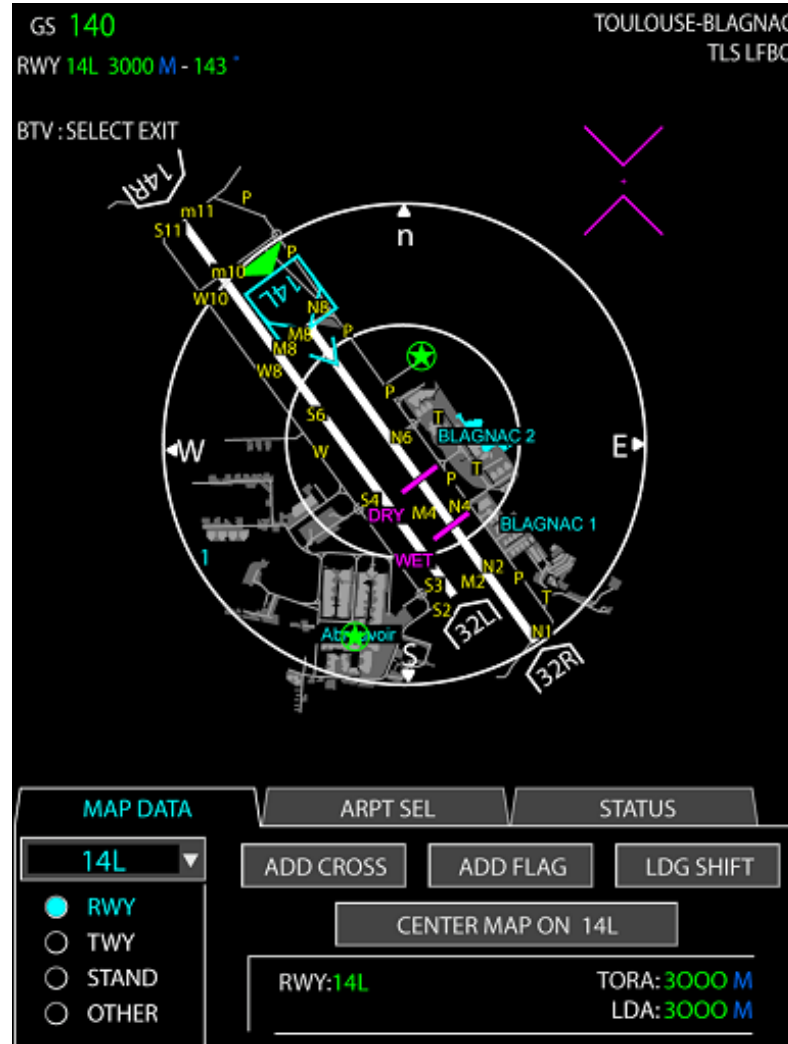 GS 140
TOULOUSE-BLAGNAC
TLS LFBO
RWY 14L 3000 M - 143 °
BTV : SELECT EXIT
14R
m11
P
S11
n
P
m10
14L
W10
N8
M8
P
M8
W8
P
S6
T
N6
BLAGNAC 2
W
E
W
T
P
S4
N4
DRY
M4
BLAGNAC 1
1
WET
N2
P
S3
M2
T
S2
32L
N1
S
32R
MAP DATA
ARPT SEL
STATUS
14L
ADD CROSS
ADD FLAG
LDG SHIFT
RWY
CENTER MAP ON 14L
TWY
STAND
RWY:14L
TORA: 3000 M
OTHER
LDA: 3000 M